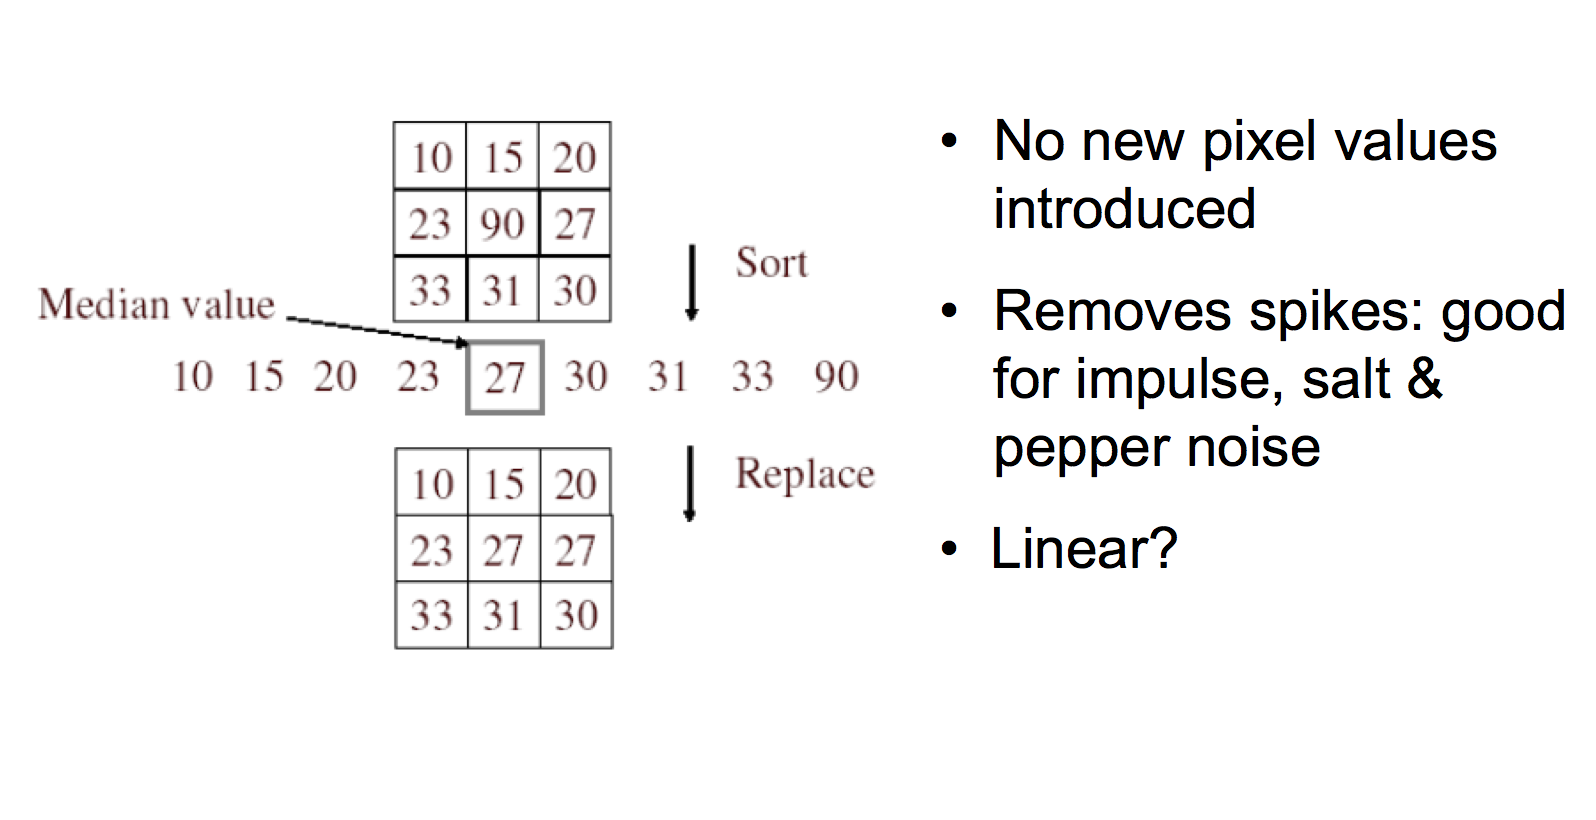 10 15 20
23 90 27
33 31 30
Sort
Median value
10 15 20 23 27 30 31 33 90
10 15 20
23 27 27
33 31 30
Replace
• No new pixel values
introduced
• Removes spikes: good
for impulse, salt &
pepper noise
• Linear?